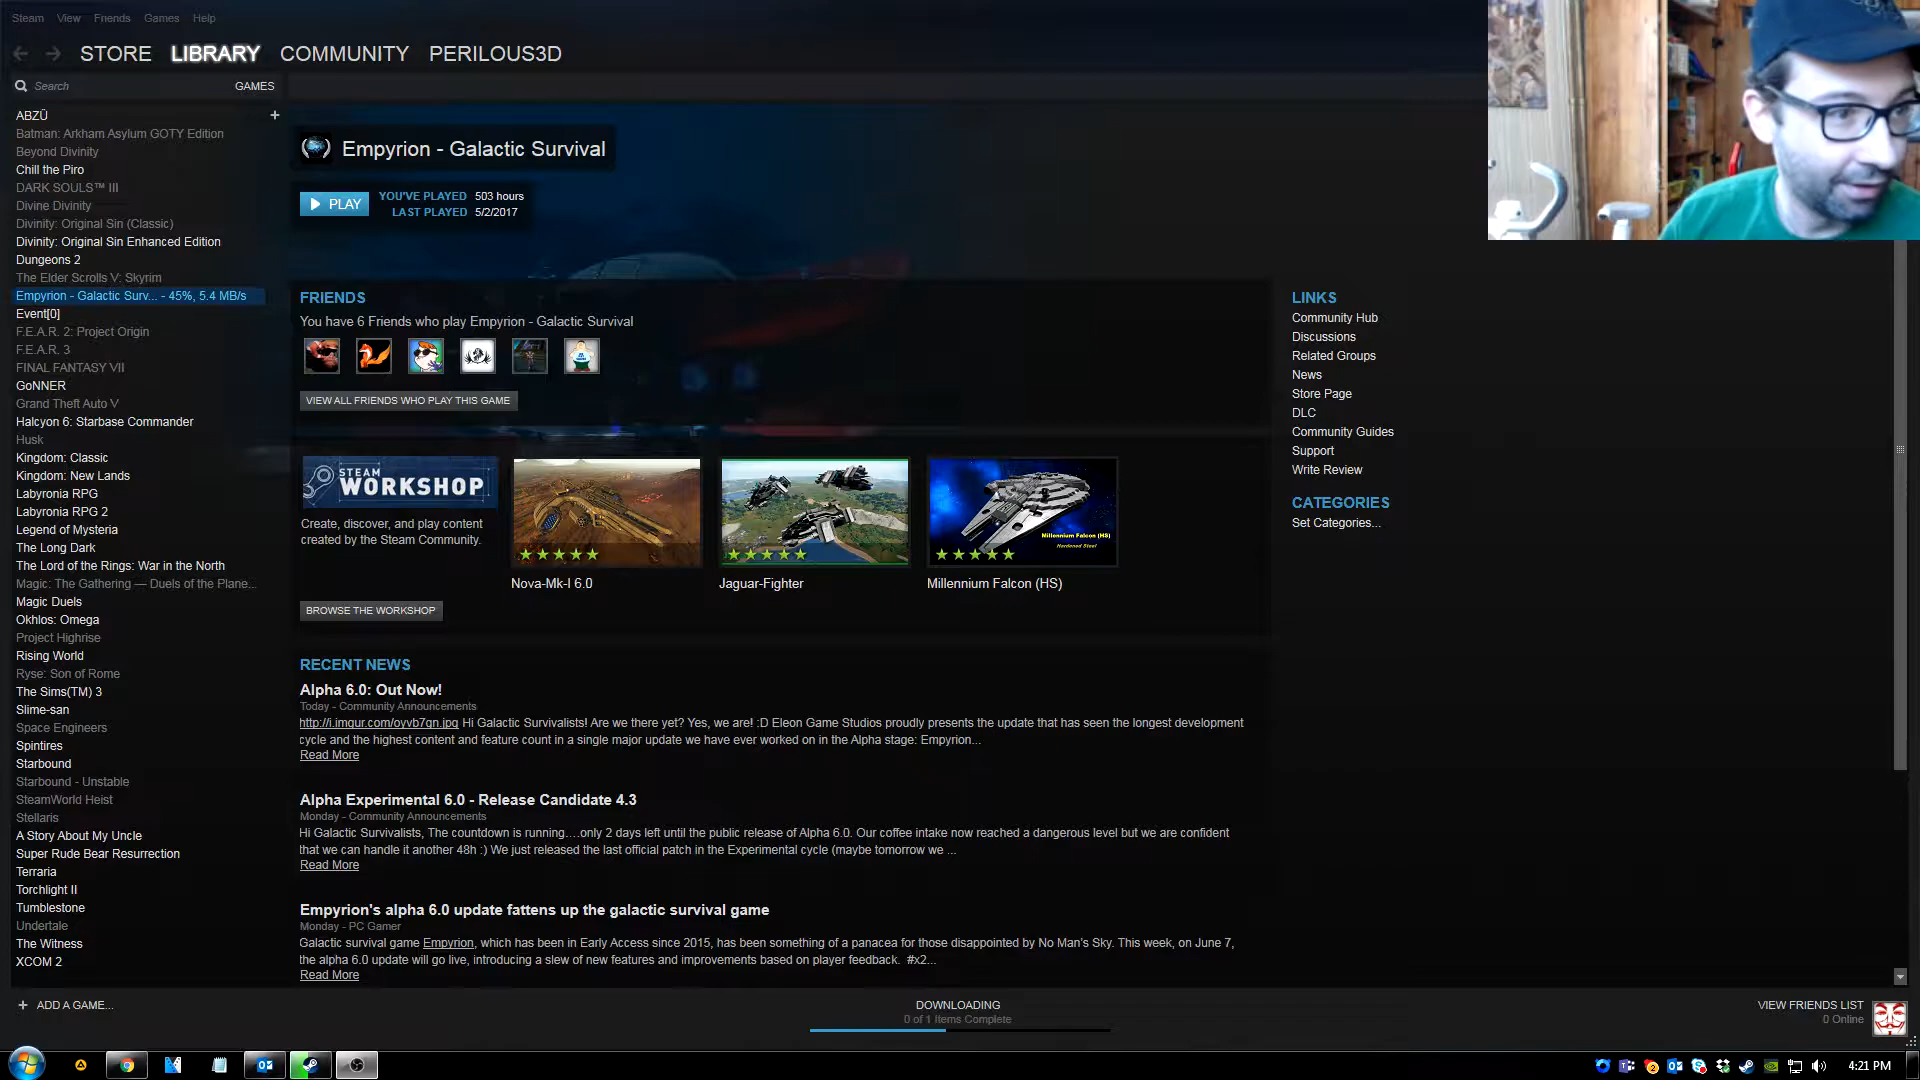 Steam View Friends Games Help
STORE LIBRARY COMMUNITY PERILOUS3D
Search GAMES
ABZÛ +
Batman: Arkham Asylum GOTY Edition
Beyond Divinity
Chill the Piro
DARK SOULS™ III
Divine Divinity
Divinity: Original Sin (Classic)
Divinity: Original Sin Enhanced Edition
Dungeons 2
The Elder Scrolls V: Skyrim
Empyrion - Galactic Surv... - 45%, 5.4 MB/s
Event[0]
F.E.A.R. 2: Project Origin
F.E.A.R. 3
FINAL FANTASY VII
GoNNER
Grand Theft Auto V
Halcyon 6: Starbase Commander
Husk
Kingdom: Classic
Kingdom: New Lands
Labyronia RPG
Labyronia RPG 2
Legend of Mysteria
The Long Dark
The Lord of the Rings: War in the North
Magic: The Gathering — Duels of the Plane...
Magic Duels
Okhlos: Omega
Project Highrise
Rising World
Ryse: Son of Rome
The Sims(TM) 3
Slime-san
Space Engineers
Spintires
Starbound
Starbound - Unstable
SteamWorld Heist
Stellaris
A Story About My Uncle
Super Rude Bear Resurrection
Terraria
Torchlight II
Tumblestone
Undertale
The Witness
XCOM 2
+ ADD A GAME...
Empyrion - Galactic Survival
PLAY YOU'VE PLAYED 503 hours
LAST PLAYED 5/2/2017
FRIENDS
You have 6 Friends who play Empyrion - Galactic Survival
VIEW ALL FRIENDS WHO PLAY THIS GAME
STEAM
WORKSHOP
Create, discover, and play content
created by the Steam Community.
BROWSE THE WORKSHOP
Nova-Mk-I 6.0
Jaguar-Fighter
Millennium Falcon (HS)
Hardened Steel
Millennium Falcon (HS)
RECENT NEWS
Alpha 6.0: Out Now!
Today - Community Announcements
http://i.imgur.com/oyvb7qn.jpg Hi Galactic Survivalists! Are we there yet? Yes, we are! :D Eleon Game Studios proudly presents the update that has seen the longest development
cycle and the highest content and feature count in a single major update we have ever worked on in the Alpha stage: Empyrion...
Read More
Alpha Experimental 6.0 - Release Candidate 4.3
Monday - Community Announcements
Hi Galactic Survivalists, The countdown is running....only 2 days left until the public release of Alpha 6.0. Our coffee intake now reached a dangerous level but we are confident
that we can handle it another 48h :) We just released the last official patch in the Experimental cycle (maybe tomorrow we ...
Read More
Empyrion's alpha 6.0 update fattens up the galactic survival game
Monday - PC Gamer
Galactic survival game Empyrion, which has been in Early Access since 2015, has been something of a panacea for those disappointed by No Man's Sky. This week, on June 7,
the alpha 6.0 update will go live, introducing a slew of new features and improvements based on player feedback. #x2...
Read More
LINKS
Community Hub
Discussions
Related Groups
News
Store Page
DLC
Community Guides
Support
Write Review
CATEGORIES
Set Categories...
DOWNLOADING
0 of 1 Items Complete
VIEW FRIENDS LIST
0 Online
4:21 PM